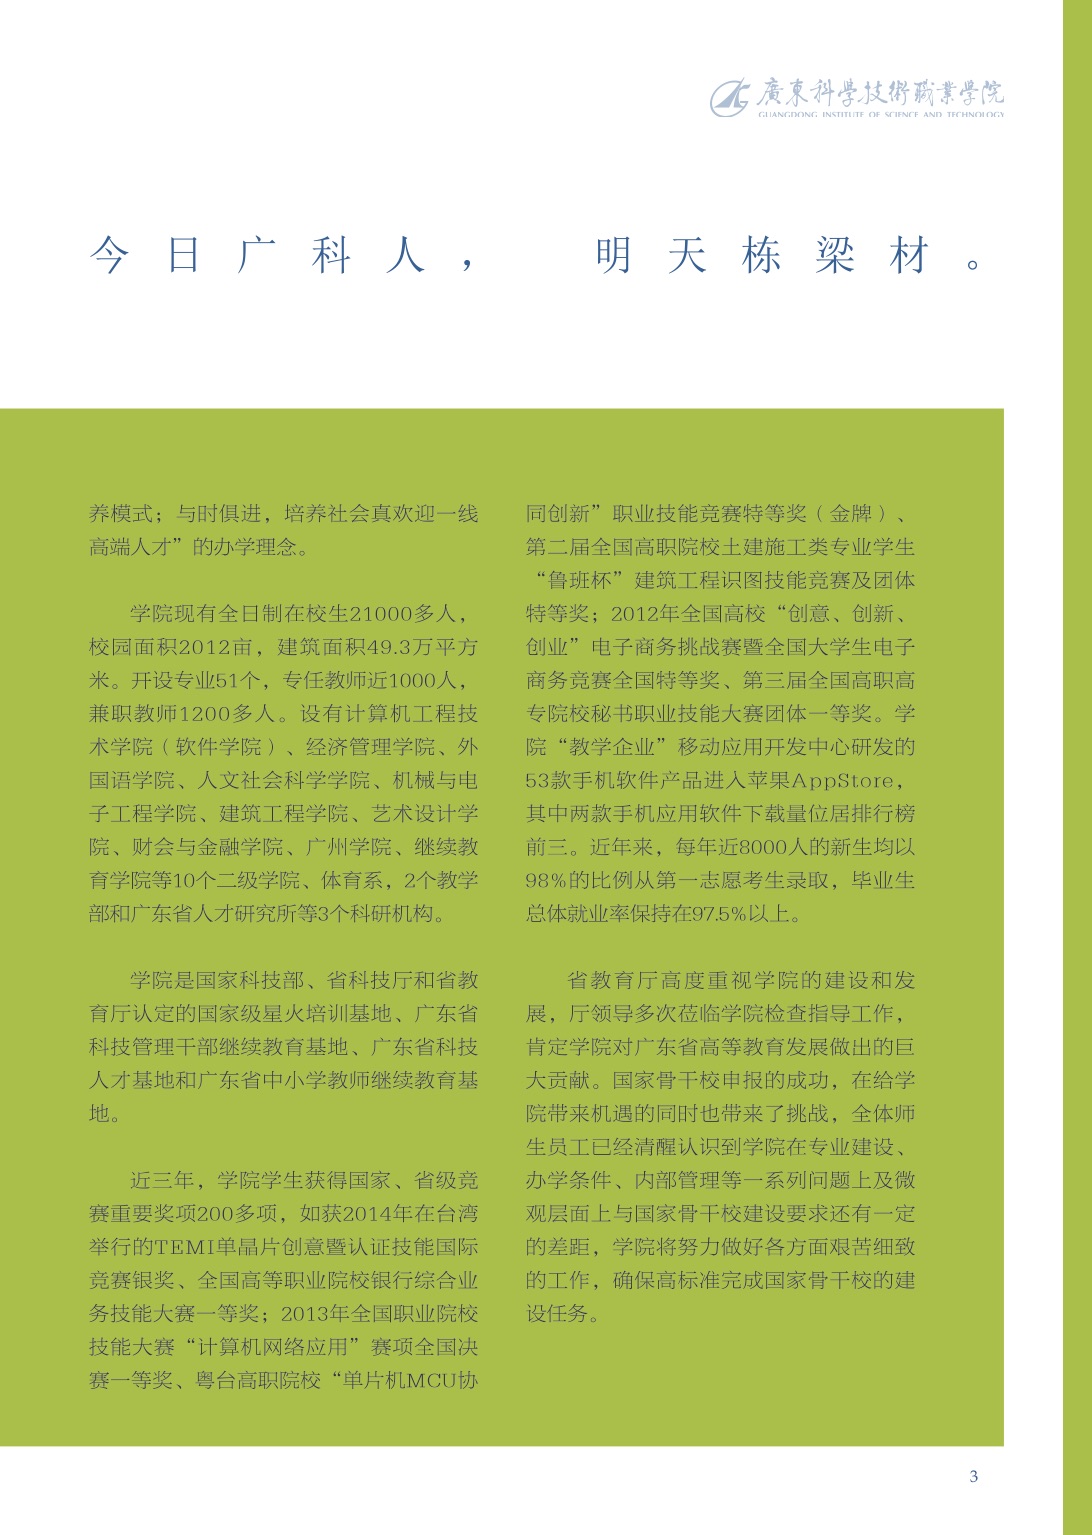 廣東科学技術職業學院
GUANGDONG INSTITUTE OF SCIENCE AND TECHNOLOGY
今日广科人， 明天栋梁材。
养模式；与时俱进，培养社会真欢迎一线
高端人才”的办学理念。
学院现有全日制在校生21000多人，
校园面积2012亩，建筑面积49.3万平方
米。开设专业51个，专任教师近1000人，
兼职教师1200多人。设有计算机工程技
术学院（软件学院）、经济管理学院、外
国语学院、人文社会科学学院、机械与电
子工程学院、建筑工程学院、艺术设计学
院、财会与金融学院、广州学院、继续教
育学院等10个二级学院、体育系，2个教学
部和广东省人才研究所等3个科研机构。
学院是国家科技部、省科技厅和省教
育厅认定的国家级星火培训基地、广东省
科技管理干部继续教育基地、广东省科技
人才基地和广东省中小学教师继续教育基
地。
近三年，学院学生获得国家、省级竞
赛重要奖项200多项，如获2014年在台湾
举行的TEMI单晶片创意暨认证技能国际
竞赛银奖、全国高等职业院校银行综合业
务技能大赛一等奖；2013年全国职业院校
技能大赛“计算机网络应用”赛项全国决
赛一等奖、粤台高职院校“单片机MCU协
同创新”职业技能竞赛特等奖（金牌）、
第二届全国高职院校土建施工类专业学生
“鲁班杯”建筑工程识图技能竞赛及团体
特等奖；2012年全国高校“创意、创新、
创业”电子商务挑战赛暨全国大学生电子
商务竞赛全国特等奖、第三届全国高职高
专院校秘书职业技能大赛团体一等奖。学
院“教学企业”移动应用开发中心研发的
53款手机软件产品进入苹果AppStore，
其中两款手机应用软件下载量位居排行榜
前三。近年来，每年近8000人的新生均以
98%的比例从第一志愿考生录取，毕业生
总体就业率保持在97.5%以上。
省教育厅高度重视学院的建设和发
展，厅领导多次莅临学院检查指导工作，
肯定学院对广东省高等教育发展做出的巨
大贡献。国家骨干校申报的成功，在给学
院带来机遇的同时也带来了挑战，全体师
生员工已经清醒认识到学院在专业建设、
办学条件、内部管理等一系列问题上及微
观层面上与国家骨干校建设要求还有一定
的差距，学院将努力做好各方面艰苦细致
的工作，确保高标准完成国家骨干校的建
设任务。
3